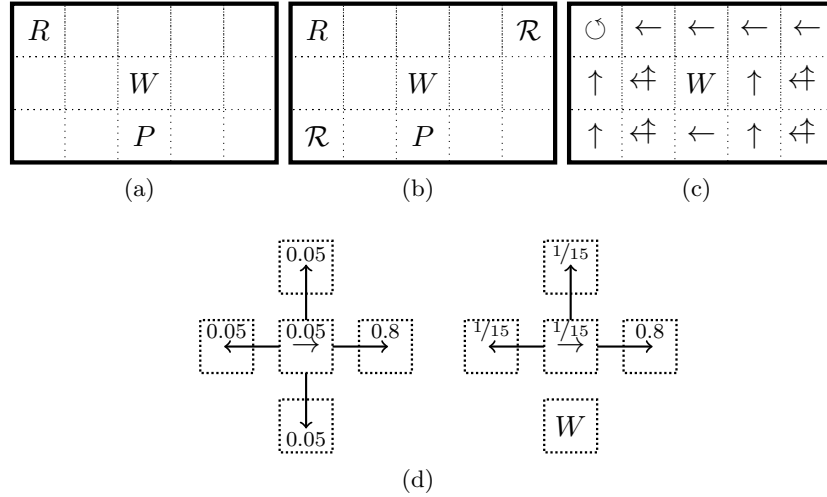 R
W
P
(a)
R ℛ
W
ℛ P
(b)
↺ ← ← ← ←
↑ ←↑ W ↑ ←↑
↑ ←↑ ← ↑ ←↑
(c)
0.05
0.05 0.05 → 0.8
0.05
1/15
1/15 1/15 → 0.8
W
(d)